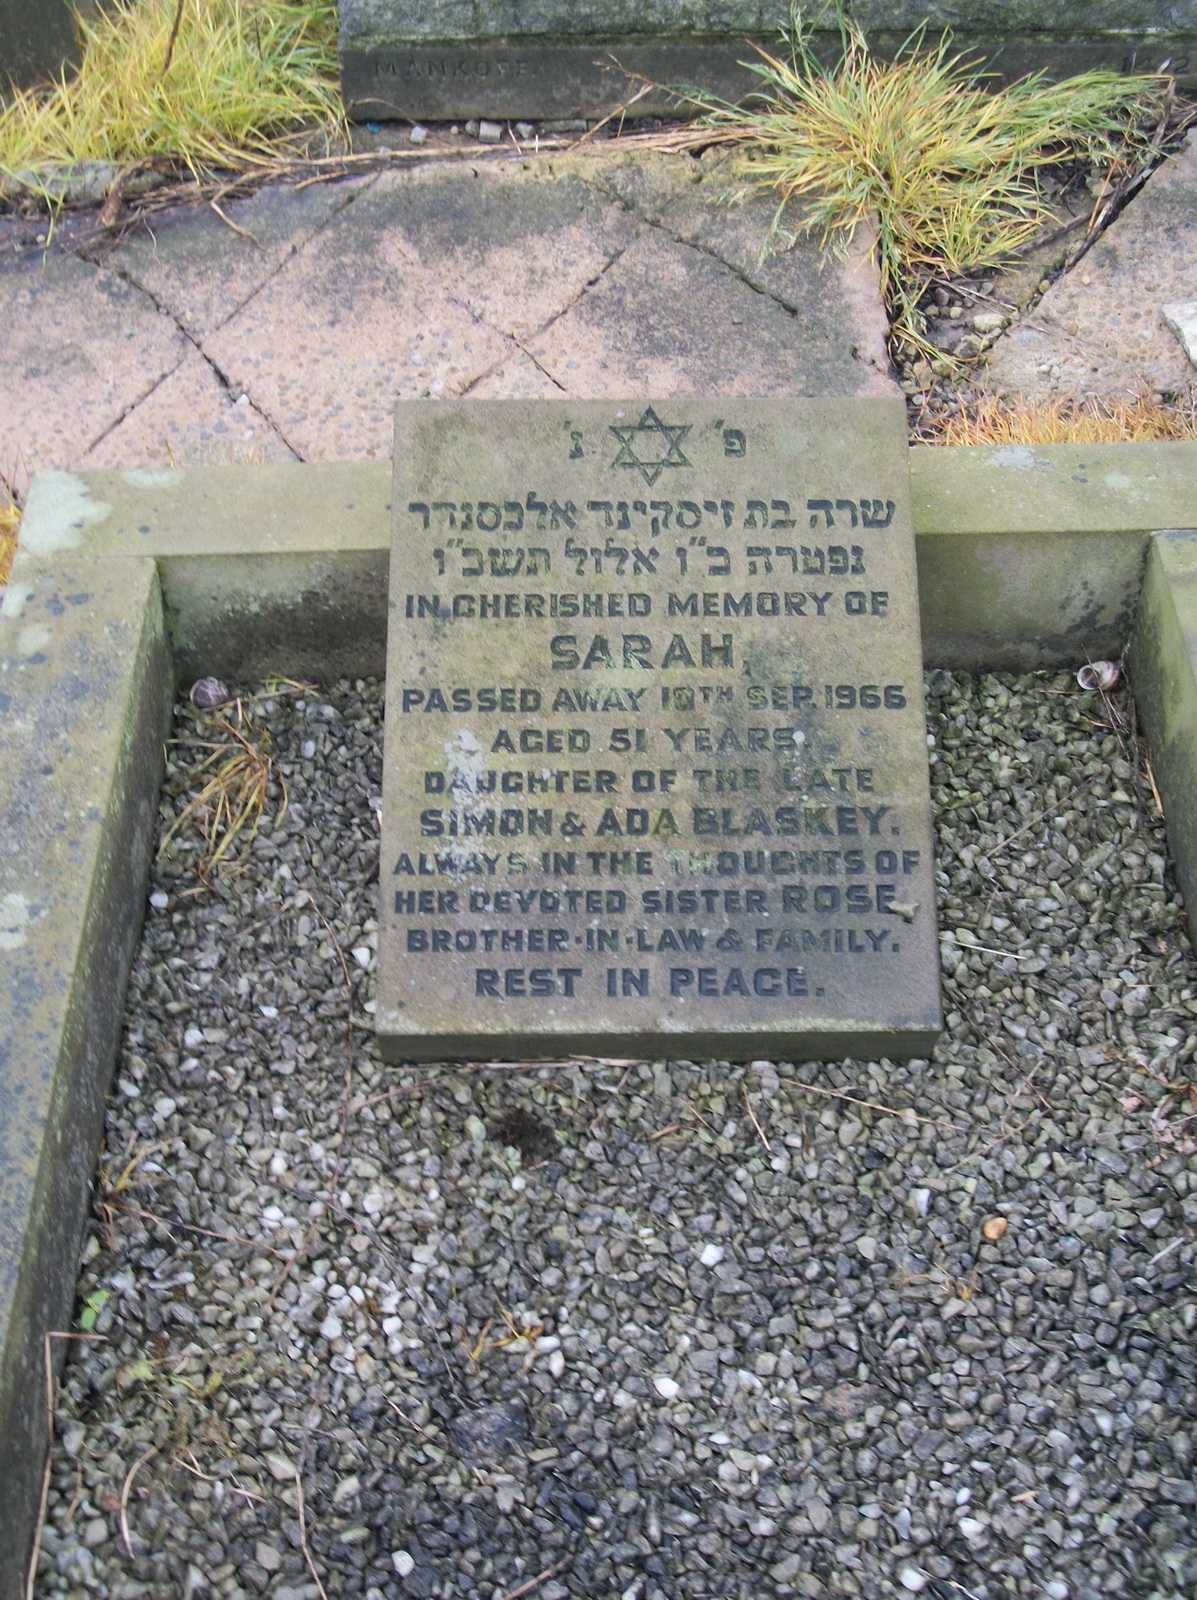 MANKOFF.
פ' נ'
שרה בת זיסקינד אלכסנדר
נפטרה כ״ו אלול תשכ״ו
IN CHERISHED MEMORY OF
SARAH,
PASSED AWAY 10TH SEP. 1966
AGED 51 YEARS.
DAUGHTER OF THE LATE
SIMON & ADA BLASKEY.
ALWAYS IN THE THOUGHTS OF
HER DEVOTED SISTER ROSE,
BROTHER-IN-LAW & FAMILY.
REST IN PEACE.